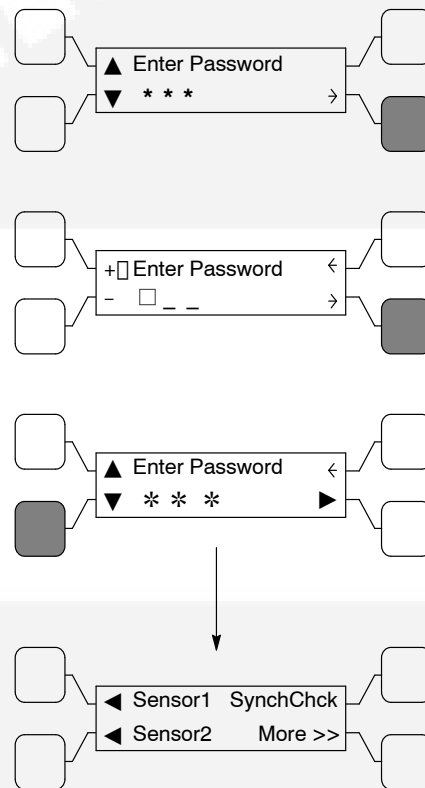 ▲ Enter Password
▼ * * * →
+▯ Enter Password ←
− □ _ _ →
▲ Enter Password ←
▼ * * * ▶
◀ Sensor1 SynchChck
◀ Sensor2 More >>